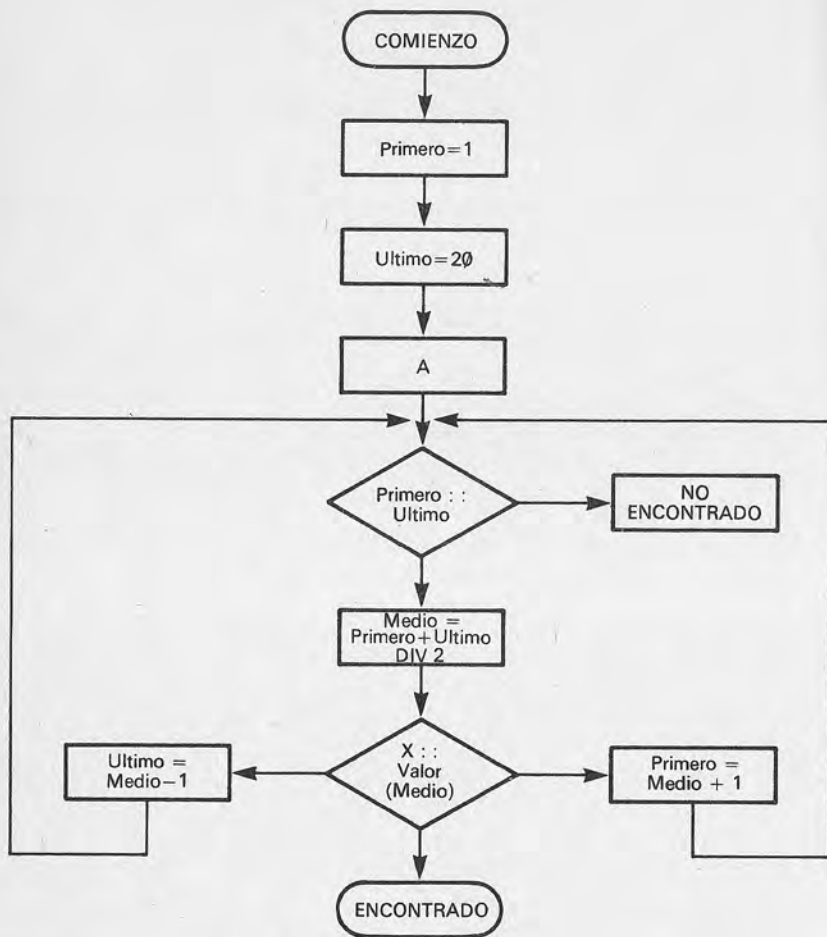 COMIENZO
Primero=1
Ultimo=20
A
Primero : :
Ultimo
NO
ENCONTRADO
Medio =
Primero+Ultimo
DIV 2
Ultimo =
Medio−1
X : :
Valor
(Medio)
Primero =
Medio + 1
ENCONTRADO